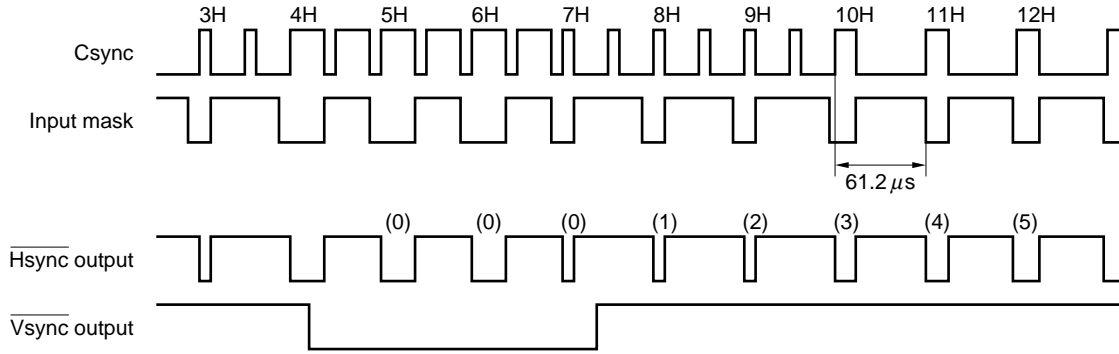 3H 4H 5H 6H 7H 8H 9H 10H 11H 12H
Csync
Input mask
61.2 μs
(0) (0) (0) (1) (2) (3) (4) (5)
Hsync output
Vsync output